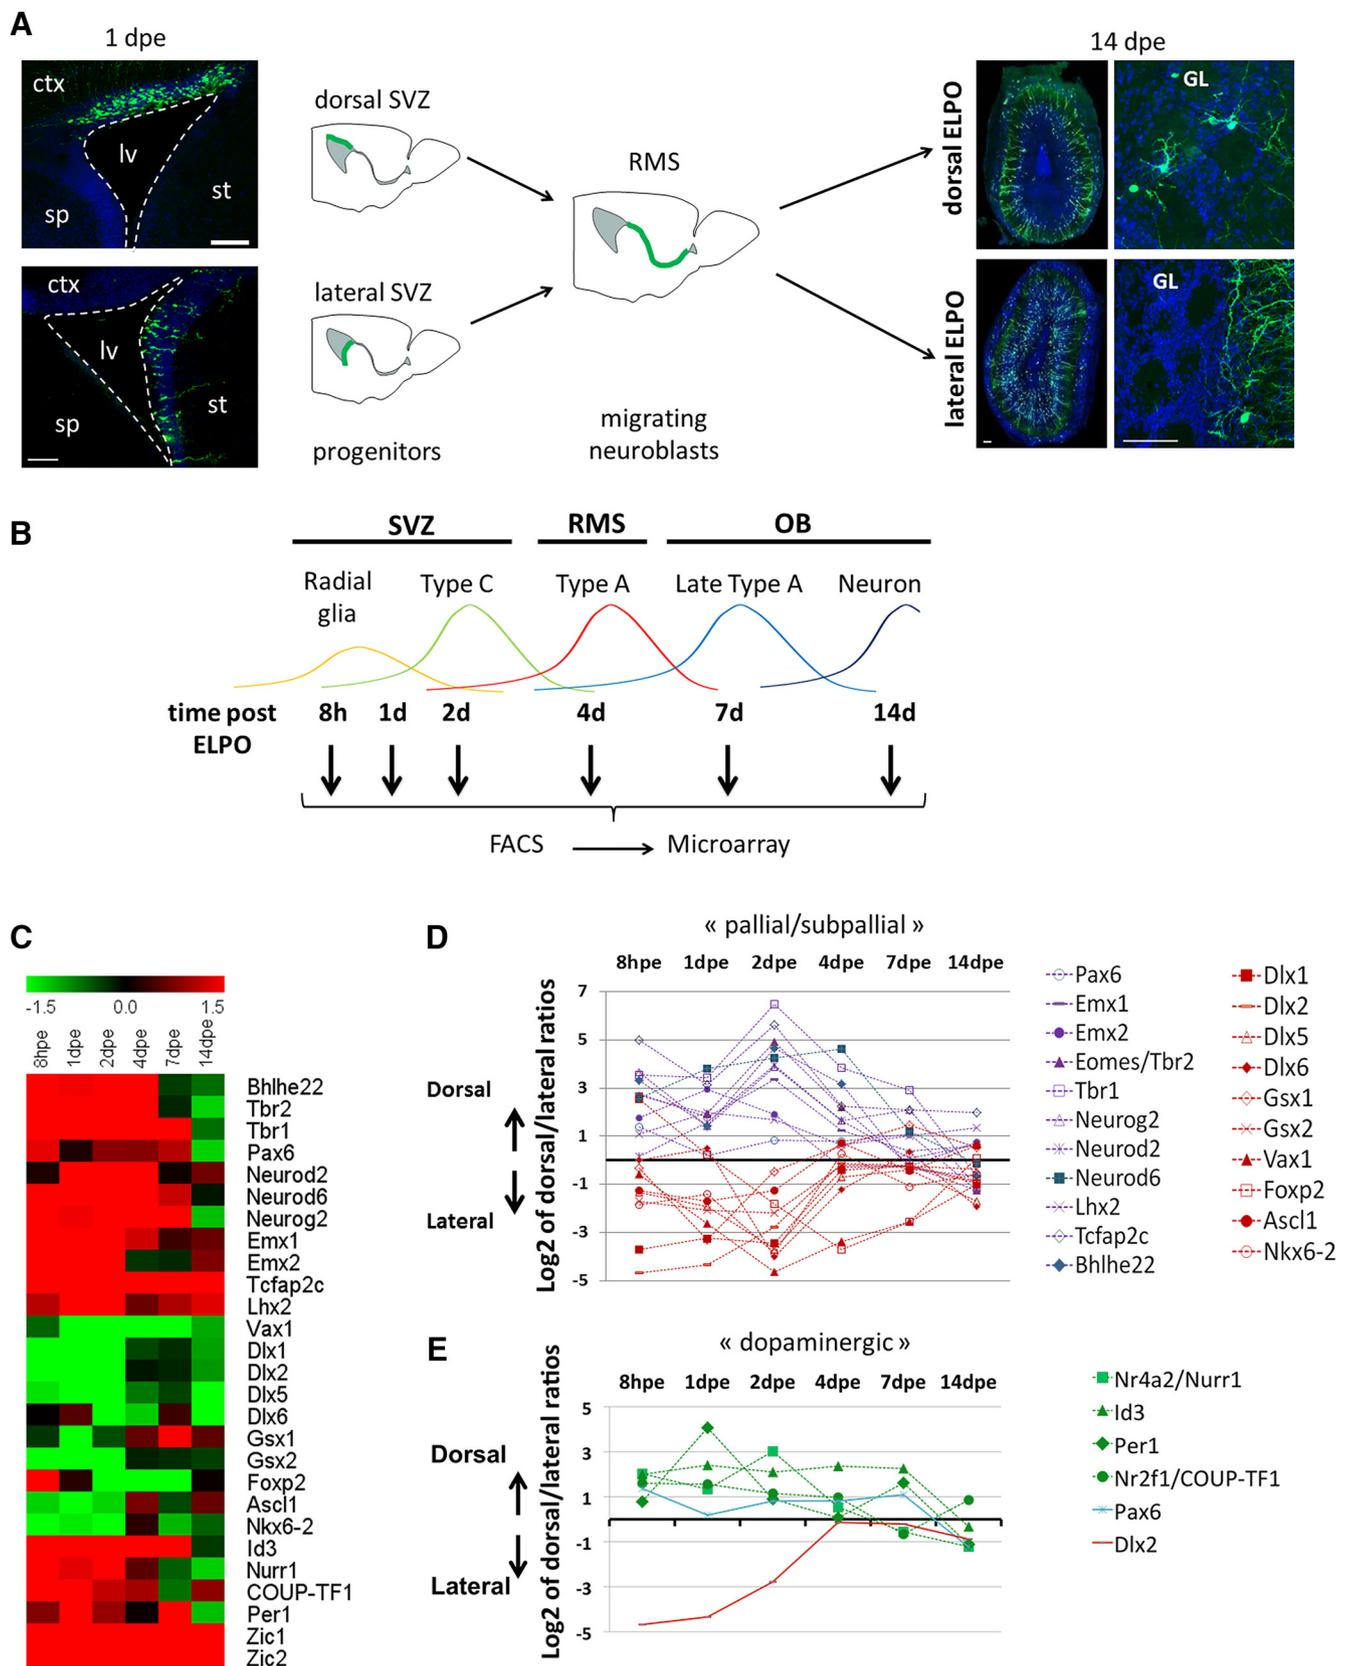 A
1 dpe
14 dpe
ctx
lv
st
sp
ctx
lv
st
sp
dorsal SVZ
lateral SVZ
progenitors
RMS
migrating
neuroblasts
dorsal ELPO
GL
lateral ELPO
GL
B
SVZ
RMS
OB
Radial
glia
Type C
Type A
Late Type A
Neuron
time post
ELPO
8h
1d
2d
4d
7d
14d
FACS
Microarray
C
-1.5
0.0
1.5
8hpe
1dpe
2dpe
4dpe
7dpe
14dpe
Bhlhe22
Tbr2
Tbr1
Pax6
Neurod2
Neurod6
Neurog2
Emx1
Emx2
Tcfap2c
Lhx2
Vax1
Dlx1
Dlx2
Dlx5
Dlx6
Gsx1
Gsx2
Foxp2
Ascl1
Nkx6-2
Id3
Nurr1
COUP-TF1
Per1
Zic1
Zic2
D
« pallial/subpallial »
8hpe 1dpe 2dpe 4dpe 7dpe 14dpe
Log2 of dorsal/lateral ratios
Dorsal
Lateral
7
5
3
1
-1
-3
-5
Pax6
Emx1
Emx2
Eomes/Tbr2
Tbr1
Neurog2
Neurod2
Neurod6
Lhx2
Tcfap2c
Bhlhe22
Dlx1
Dlx2
Dlx5
Dlx6
Gsx1
Gsx2
Vax1
Foxp2
Ascl1
Nkx6-2
E
« dopaminergic »
8hpe 1dpe 2dpe 4dpe 7dpe 14dpe
Log2 of dorsal/lateral ratios
Dorsal
Lateral
5
3
1
-1
-3
-5
Nr4a2/Nurr1
Id3
Per1
Nr2f1/COUP-TF1
Pax6
Dlx2